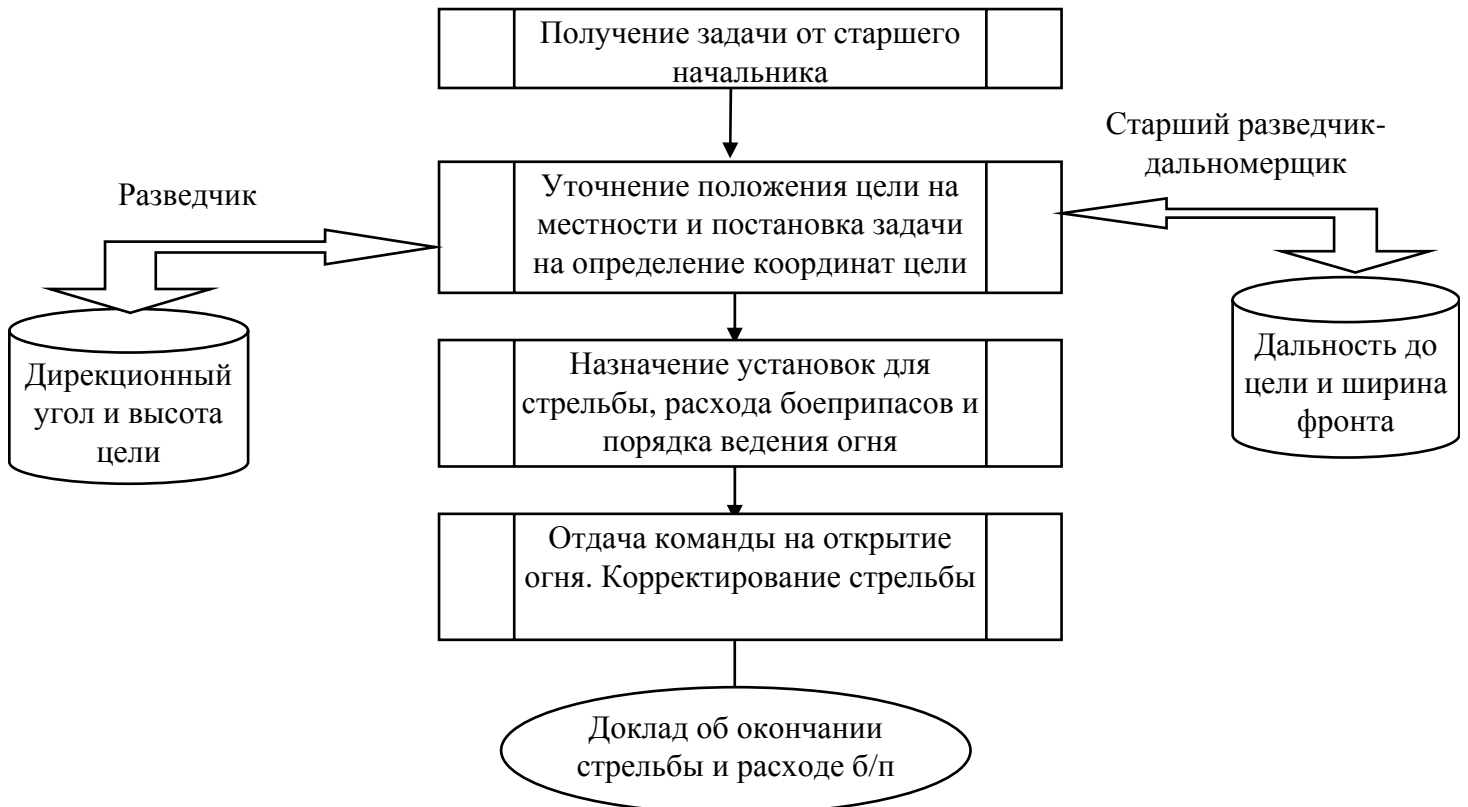 Получение задачи от старшего
начальника
Старший разведчик-
дальномерщик
Разведчик
Уточнение положения цели на
местности и постановка задачи
на определение координат цели
Дирекционный
угол и высота
цели
Дальность до
цели и ширина
фронта
Назначение установок для
стрельбы, расхода боеприпасов и
порядка ведения огня
Отдача команды на открытие
огня. Корректирование стрельбы
Доклад об окончании
стрельбы и расходе б/п